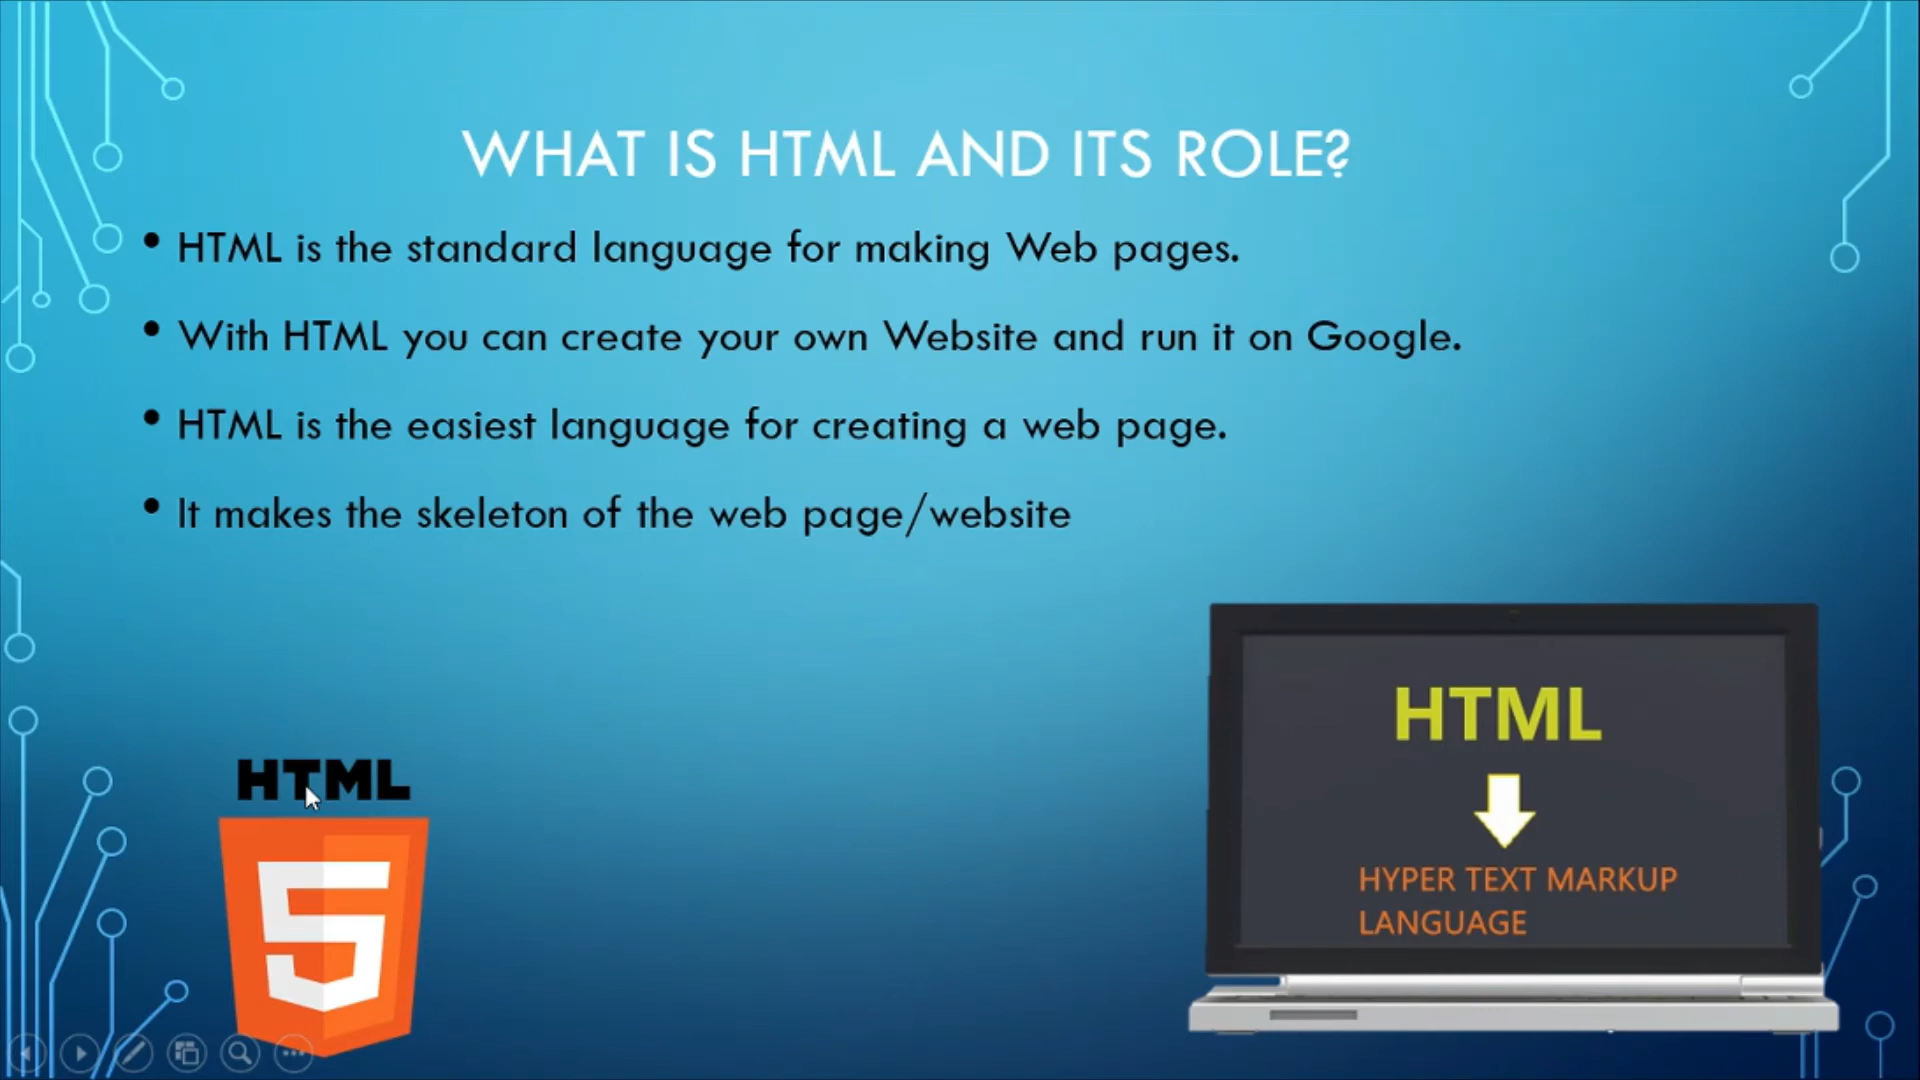 WHAT IS HTML AND ITS ROLE?
• HTML is the standard language for making Web pages.
• With HTML you can create your own Website and run it on Google.
• HTML is the easiest language for creating a web page.
• It makes the skeleton of the web page/website
HTML
5
HTML
HYPER TEXT MARKUP
LANGUAGE